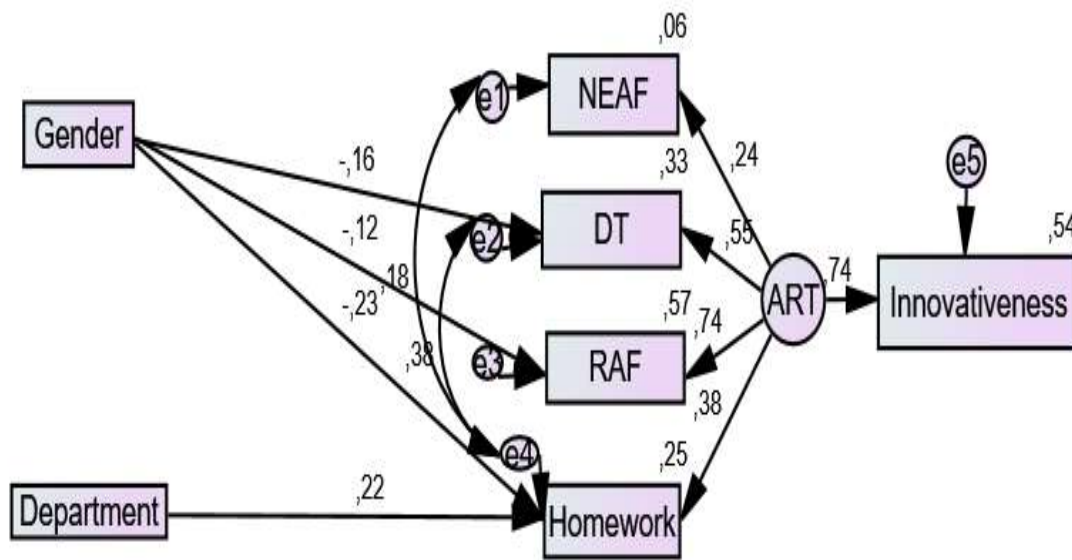 ,06
e1
NEAF
Gender
-,16
,33
,24
e5
-,12
e2
DT
,55
,54
,18
ART
,74
Innovativeness
-,23
,57
,74
,38
e3
RAF
,38
e4
,25
Department
,22
Homework